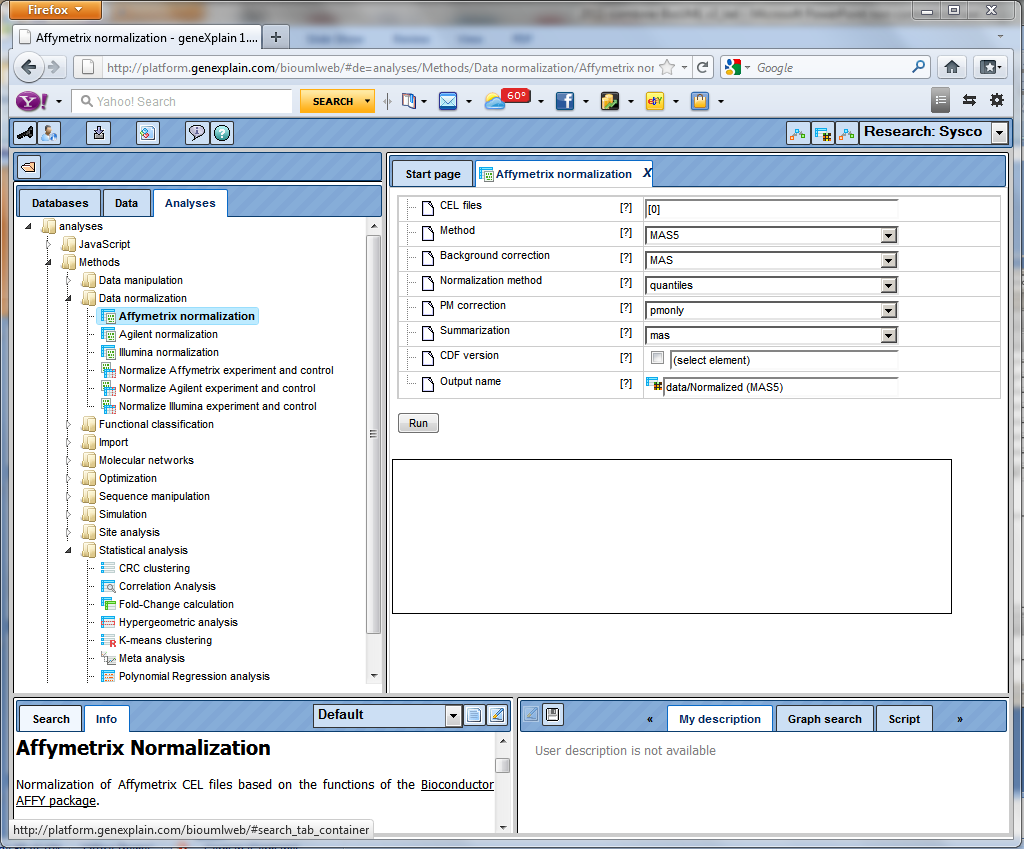 Firefox
Affymetrix normalization - geneXplain 1....
http://platform.genexplain.com/bioumlweb/#de=analyses/Methods/Data normalization/Affymetrix nor
Google
Yahoo! Search
SEARCH
60°
Research: Sysco
Start page
Affymetrix normalization
X
Databases
Data
Analyses
analyses
JavaScript
Methods
Data manipulation
Data normalization
Affymetrix normalization
Agilent normalization
Illumina normalization
Normalize Affymetrix experiment and control
Normalize Agilent experiment and control
Normalize Illumina experiment and control
Functional classification
Import
Molecular networks
Optimization
Sequence manipulation
Simulation
Site analysis
Statistical analysis
CRC clustering
Correlation Analysis
Fold-Change calculation
Hypergeometric analysis
K-means clustering
Meta analysis
Polynomial Regression analysis
CEL files [?] [0]
Method [?] MAS5
Background correction [?] MAS
Normalization method [?] quantiles
PM correction [?] pmonly
Summarization [?] mas
CDF version [?] (select element)
Output name [?] data/Normalized (MAS5)
Run
Search
Info
Default
Affymetrix Normalization
Normalization of Affymetrix CEL files based on the functions of the Bioconductor
AFFY package.
http://platform.genexplain.com/bioumlweb/#search_tab_container
«
My description
Graph search
Script
»
User description is not available